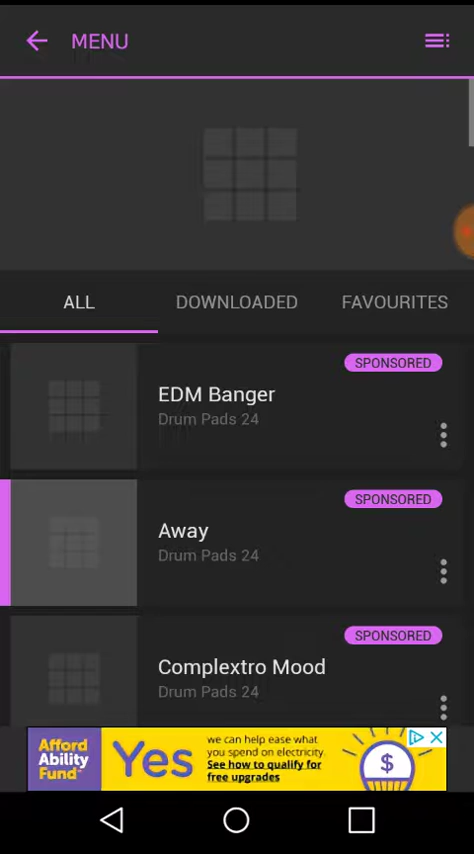 MENU
ALL
DOWNLOADED
FAVOURITES
SPONSORED
EDM Banger
Drum Pads 24
SPONSORED
Away
Drum Pads 24
SPONSORED
Complextro Mood
Drum Pads 24
Afford
Ability
Fund
Yes
we can help ease what
you spend on electricity.
See how to qualify for
free upgrades
$